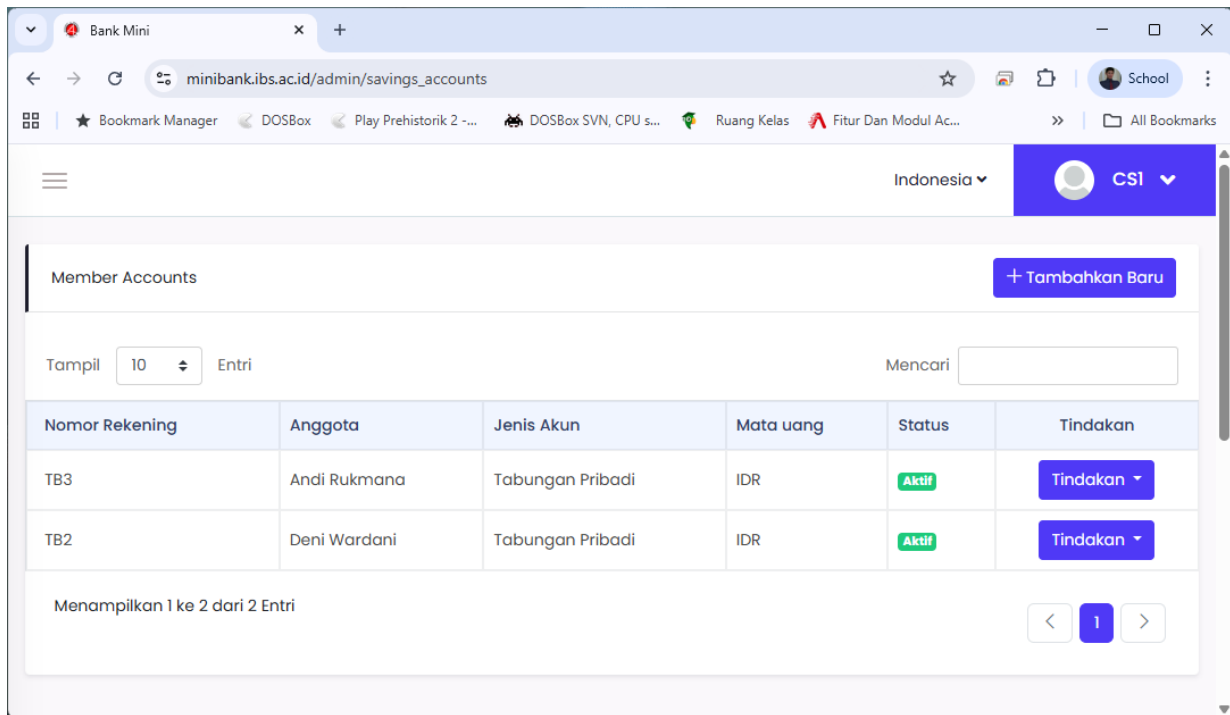 Bank Mini
minibank.ibs.ac.id/admin/savings_accounts School
Bookmark Manager DOSBox Play Prehistorik 2 -... DOSBox SVN, CPU s... Ruang Kelas Fitur Dan Modul Ac... » All Bookmarks
Indonesia CS1
Member Accounts + Tambahkan Baru
Tampil 10 Entri Mencari
Nomor Rekening Anggota Jenis Akun Mata uang Status Tindakan
TB3 Andi Rukmana Tabungan Pribadi IDR Aktif Tindakan
TB2 Deni Wardani Tabungan Pribadi IDR Aktif Tindakan
Menampilkan 1 ke 2 dari 2 Entri < 1 >